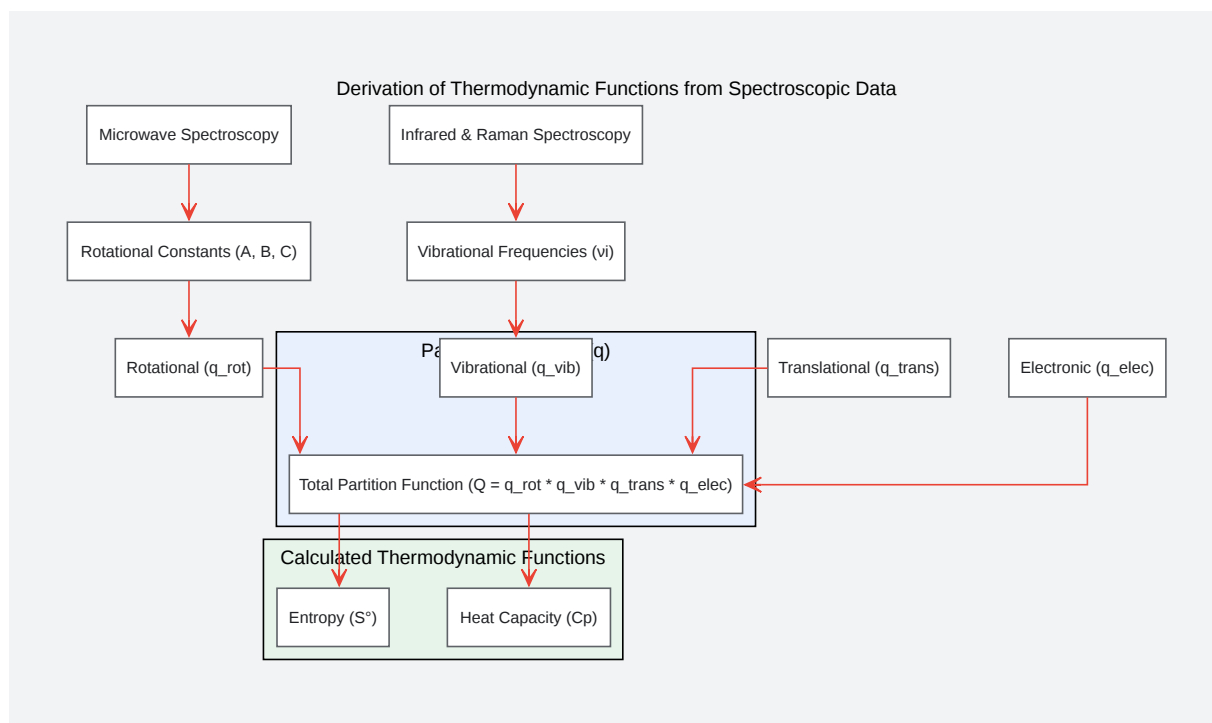 Derivation of Thermodynamic Functions from Spectroscopic Data
Microwave Spectroscopy
Infrared & Raman Spectroscopy
Rotational Constants (A, B, C)
Vibrational Frequencies (νi)
q)
Rotational (q_rot)
Vibrational (q_vib)
Translational (q_trans)
Electronic (q_elec)
Total Partition Function (Q = q_rot * q_vib * q_trans * q_elec)
Calculated Thermodynamic Functions
Entropy (S°)
Heat Capacity (Cp)